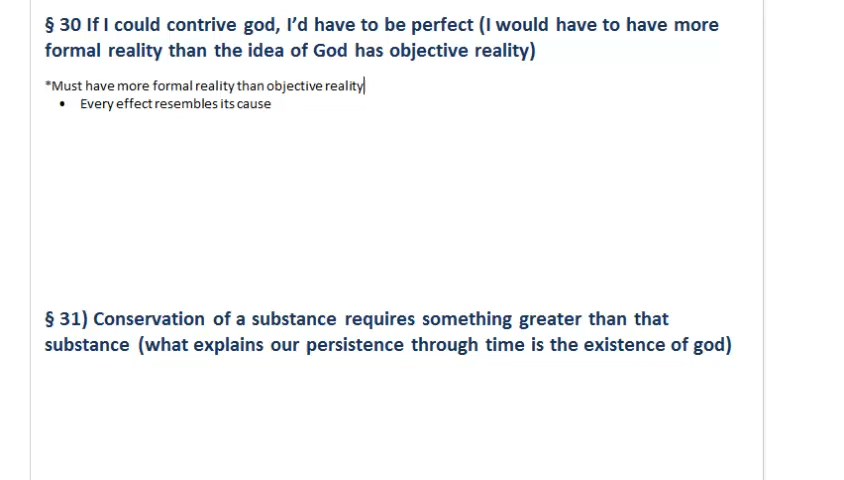 § 30 If I could contrive god, I’d have to be perfect (I would have to have more
formal reality than the idea of God has objective reality)
*Must have more formal reality than objective reality
• Every effect resembles its cause
§ 31) Conservation of a substance requires something greater than that
substance (what explains our persistence through time is the existence of god)